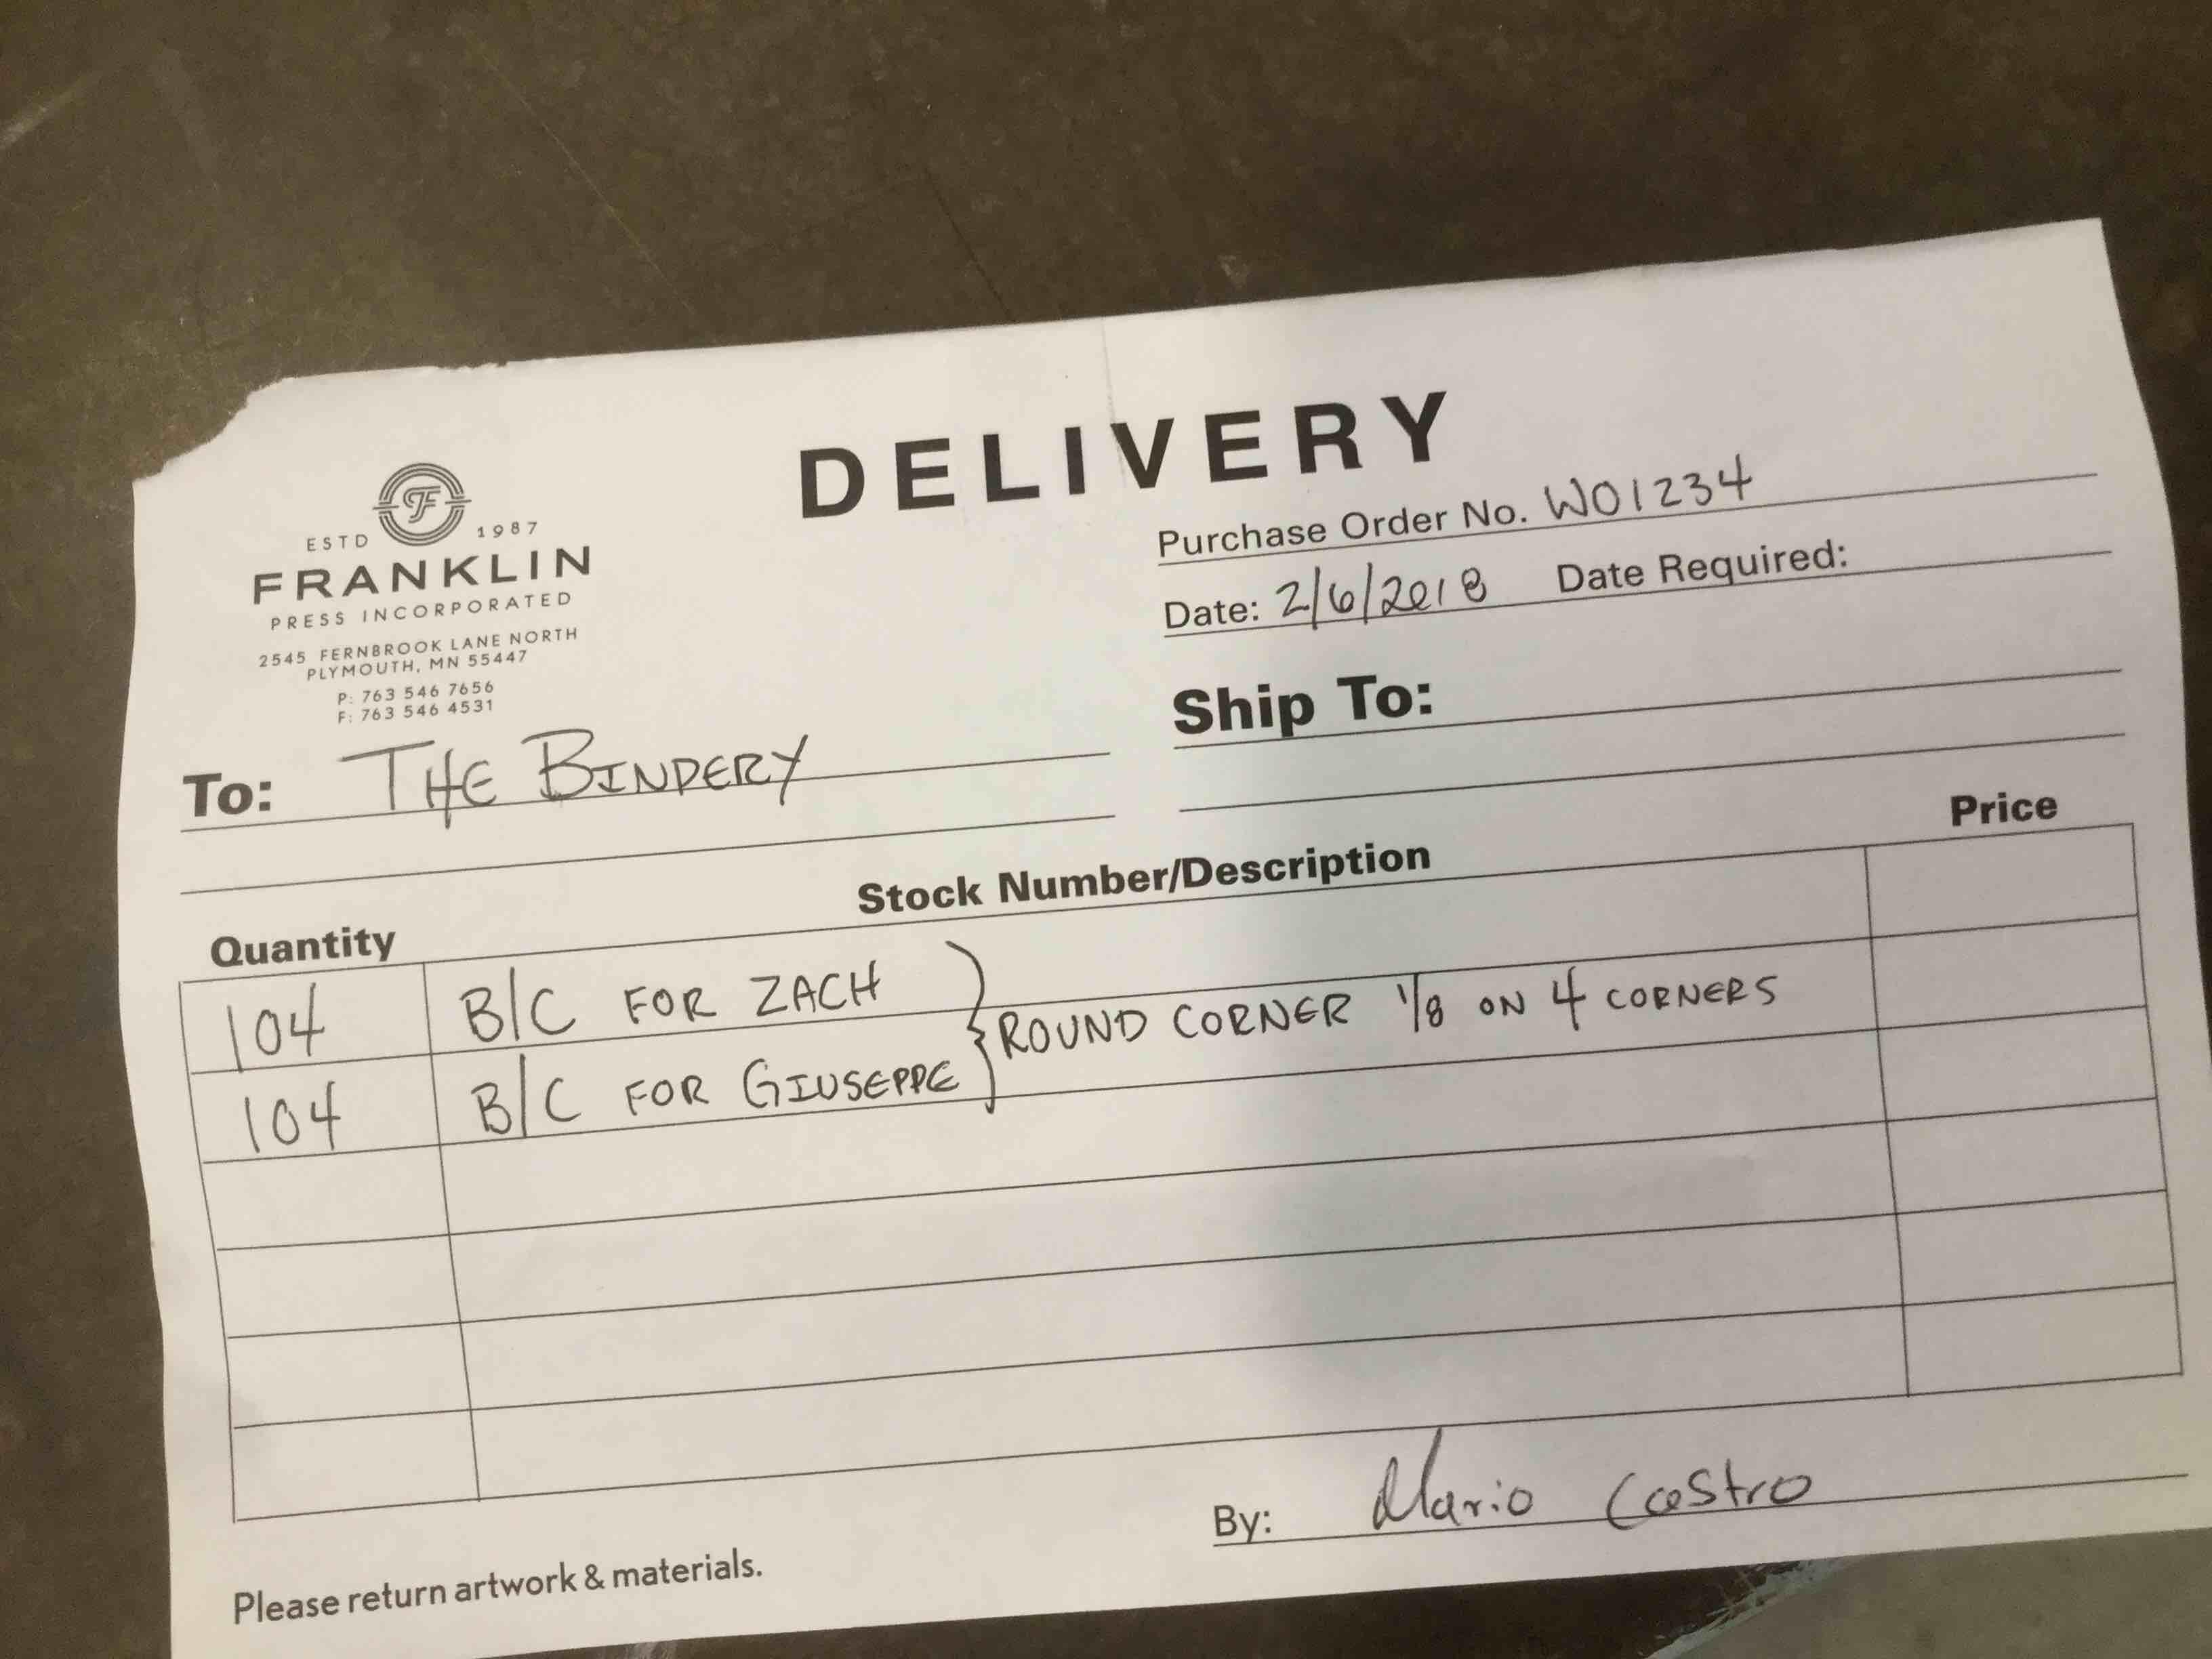 DELIVERY
F
ESTD 1987
FRANKLIN
PRESS INCORPORATED
2545 FERNBROOK LANE NORTH
PLYMOUTH, MN 55447
P: 763 546 7656
F: 763 546 4531
Purchase Order No. WO1234
Date: 2/6/2018 Date Required:
To: THE BINDERY
Ship To:
Quantity Stock Number/Description Price
104 B/C FOR ZACH
ROUND CORNER 1/8 ON 4 CORNERS
104 B/C FOR GIUSEPPE
By: Mario Castro
Please return artwork & materials.